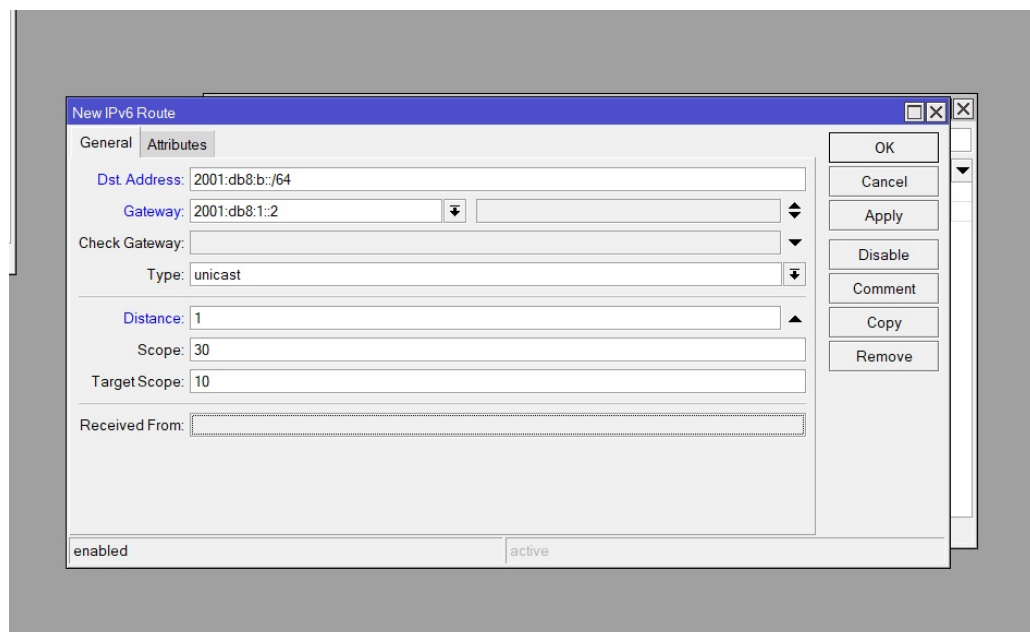 New IPv6 Route
General Attributes
Dst. Address: 2001:db8:b::/64
Gateway: 2001:db8:1::2
Check Gateway:
Type: unicast
Distance: 1
Scope: 30
Target Scope: 10
Received From:
OK
Cancel
Apply
Disable
Comment
Copy
Remove
enabled active